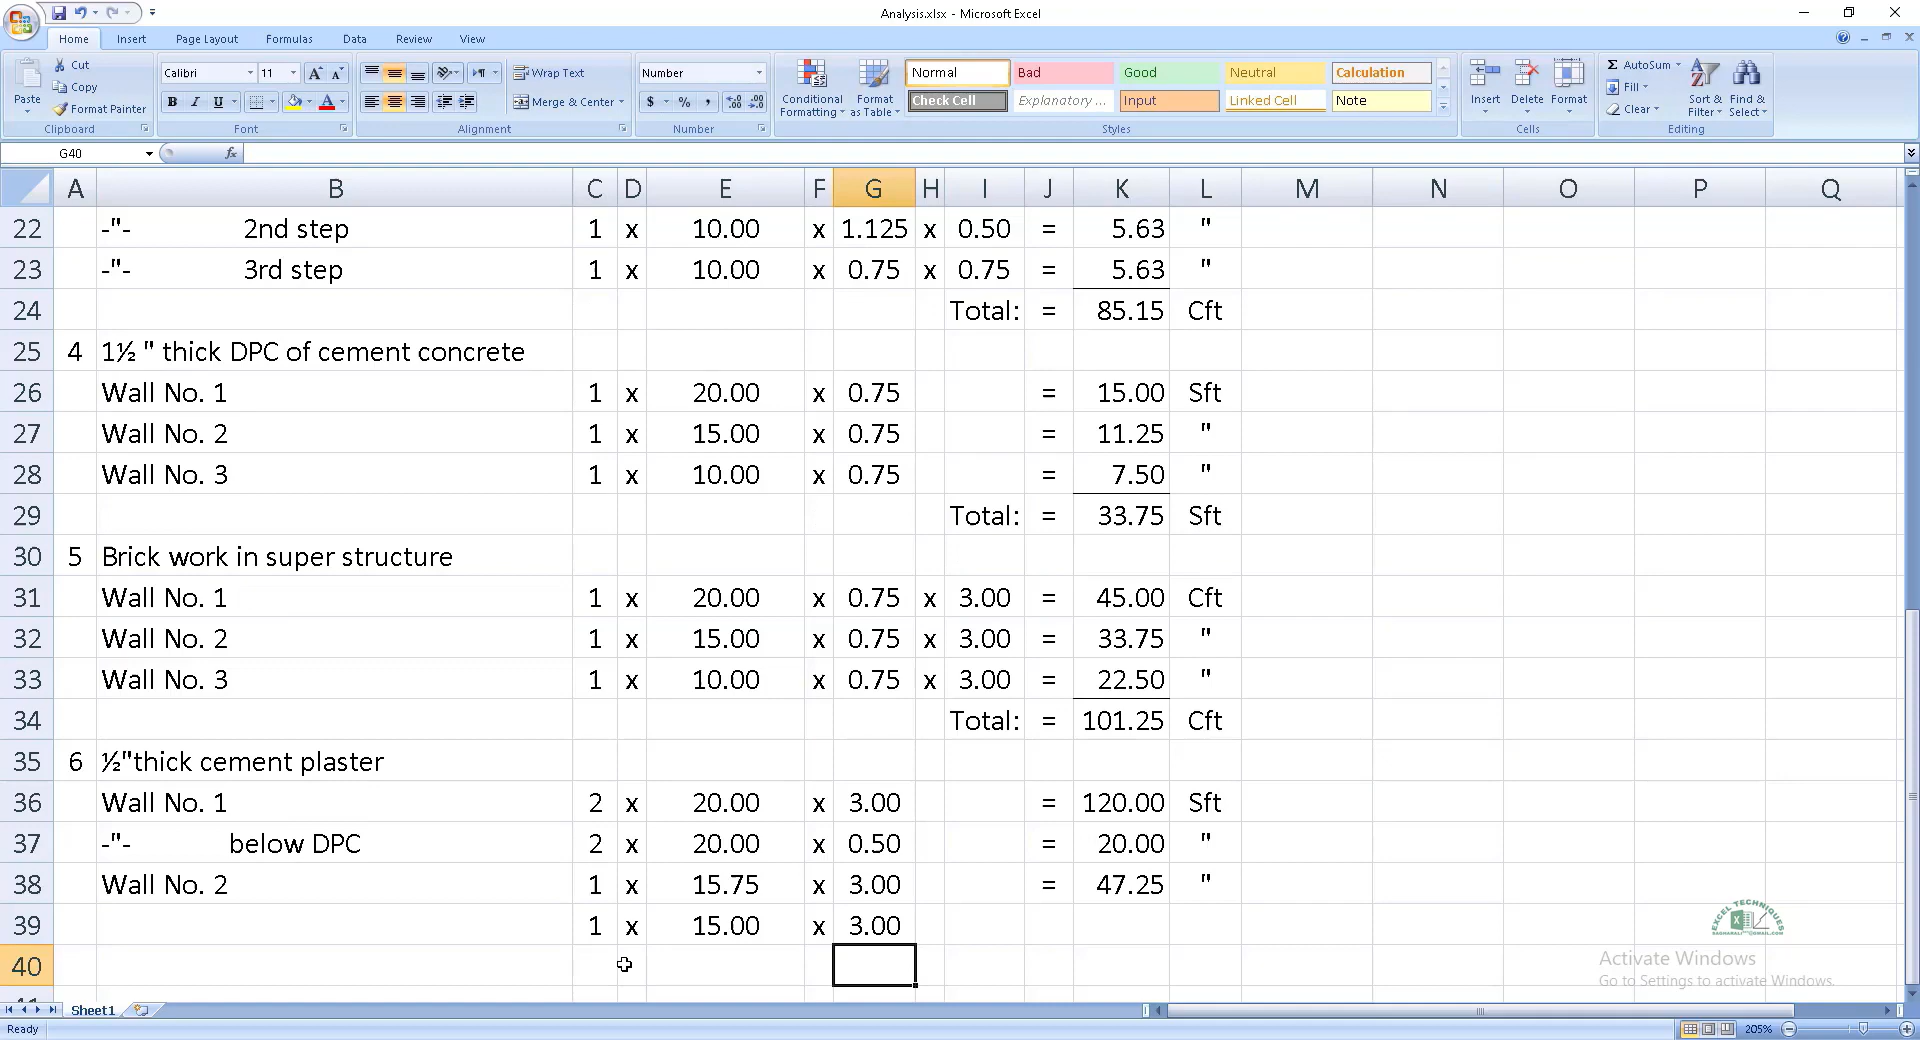 Analysis.xlsx - Microsoft Excel
Home Insert Page Layout Formulas Data Review View
Paste
Cut
Copy
Format Painter
Clipboard
Calibri 11
B I U
Font
Wrap Text
Merge & Center
Alignment
Number
$ % ,
Number
Conditional Formatting
Format as Table
Normal Bad Good Neutral Calculation
Check Cell Explanatory ... Input Linked Cell Note
Styles
Insert Delete Format
Cells
Σ AutoSum
Fill
Clear
Sort & Filter
Find & Select
Editing
G40 fx
A B C D E F G H I J K L M N O P Q
22 -"- 2nd step 1 x 10.00 x 1.125 x 0.50 = 5.63 "
23 -"- 3rd step 1 x 10.00 x 0.75 x 0.75 = 5.63 "
24 Total: = 85.15 Cft
25 4 1½ " thick DPC of cement concrete
26 Wall No. 1 1 x 20.00 x 0.75 = 15.00 Sft
27 Wall No. 2 1 x 15.00 x 0.75 = 11.25 "
28 Wall No. 3 1 x 10.00 x 0.75 = 7.50 "
29 Total: = 33.75 Sft
30 5 Brick work in super structure
31 Wall No. 1 1 x 20.00 x 0.75 x 3.00 = 45.00 Cft
32 Wall No. 2 1 x 15.00 x 0.75 x 3.00 = 33.75 "
33 Wall No. 3 1 x 10.00 x 0.75 x 3.00 = 22.50 "
34 Total: = 101.25 Cft
35 6 ½"thick cement plaster
36 Wall No. 1 2 x 20.00 x 3.00 = 120.00 Sft
37 -"- below DPC 2 x 20.00 x 0.50 = 20.00 "
38 Wall No. 2 1 x 15.75 x 3.00 = 47.25 "
39 1 x 15.00 x 3.00
40
EXCEL TECHNIQUES
Activate Windows
Go to Settings to activate Windows.
Sheet1
Ready 205%